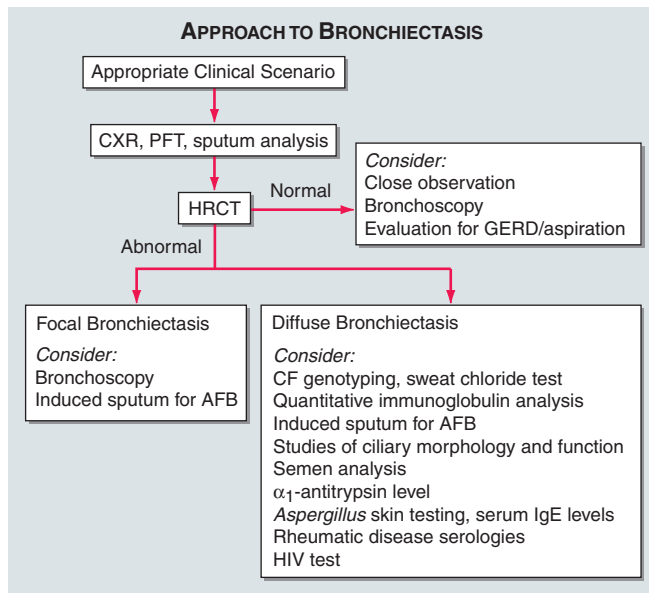 APPROACH TO BRONCHIECTASIS
Appropriate Clinical Scenario
CXR, PFT, sputum analysis
HRCT
Normal
Consider:
Close observation
Bronchoscopy
Evaluation for GERD/aspiration
Abnormal
Focal Bronchiectasis
Consider:
Bronchoscopy
Induced sputum for AFB
Diffuse Bronchiectasis
Consider:
CF genotyping, sweat chloride test
Quantitative immunoglobulin analysis
Induced sputum for AFB
Studies of ciliary morphology and function
Semen analysis
α₁-antitrypsin level
Aspergillus skin testing, serum IgE levels
Rheumatic disease serologies
HIV test